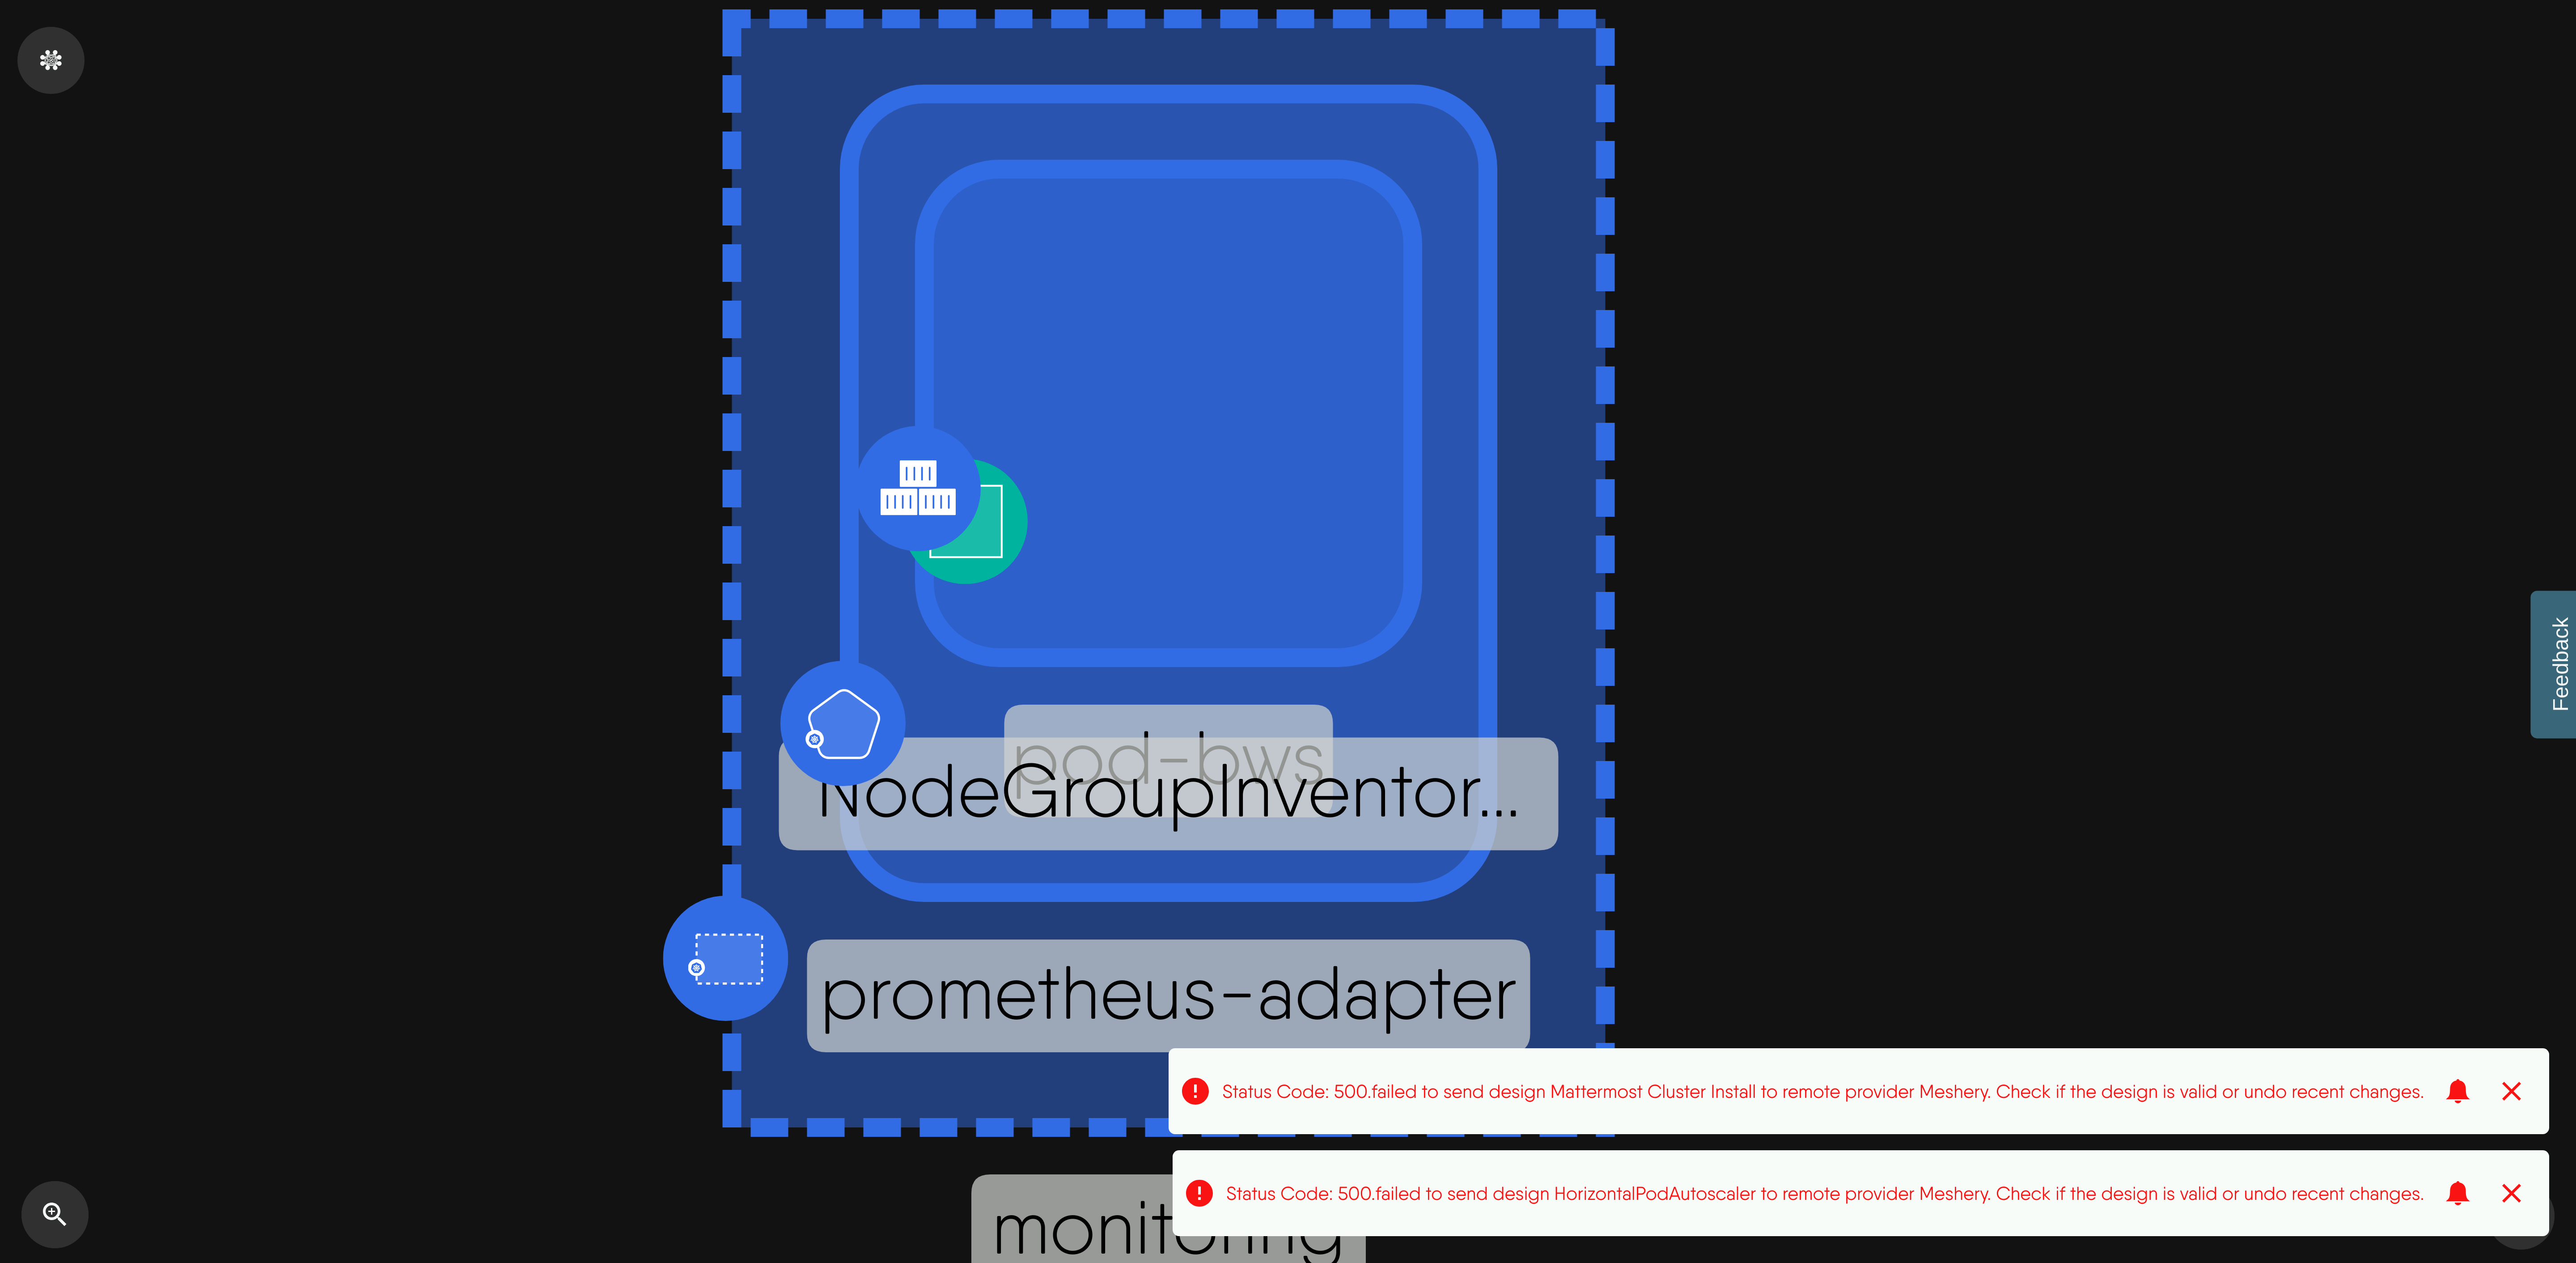 pod-bws
NodeGroupInventor...
prometheus-adapter
monitoring
Status Code: 500.failed to send design Mattermost Cluster Install to remote provider Meshery. Check if the design is valid or undo recent changes.
Status Code: 500.failed to send design HorizontalPodAutoscaler to remote provider Meshery. Check if the design is valid or undo recent changes.
Feedback